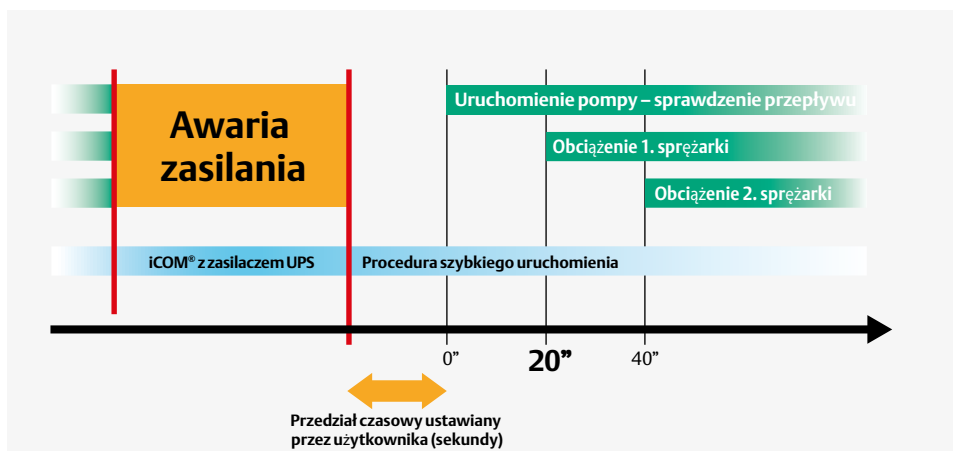 Awaria
zasilania
Uruchomienie pompy – sprawdzenie przepływu
Obciążenie 1. sprężarki
Obciążenie 2. sprężarki
iCOM® z zasilaczem UPS
Procedura szybkiego uruchomienia
0”
20”
40”
Przedział czasowy ustawiany
przez użytkownika (sekundy)